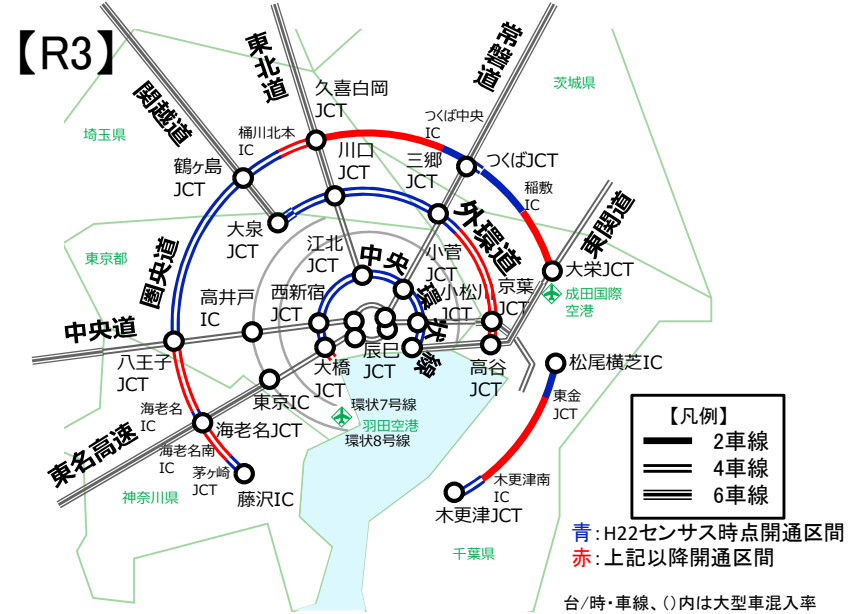 【R3】
東北道
常磐道
関越道
久喜白岡
JCT
茨城県
埼玉県
桶川北本
IC
つくば中央
IC
川口
JCT
三郷
JCT
つくばJCT
鶴ヶ島
JCT
稲敷
IC
大泉
JCT
外環道
東関道
江北
JCT
中央環状線
小菅
JCT
東京都
圏央道
大栄JCT
高井戸
IC
西新宿
JCT
小松川
JCT
京葉
JCT
成田国際
空港
中央道
八王子
JCT
大橋
JCT
辰巳
JCT
高谷
JCT
松尾横芝IC
東金
JCT
東京IC
海老名
IC
海老名JCT
環状7号線
羽田空港
環状8号線
東名高速
海老名南
IC
茅ヶ崎
JCT
藤沢IC
神奈川県
木更津南
IC
木更津JCT
千葉県
【凡例】
2車線
4車線
6車線
青：H22センサス時点開通区間
赤：上記以降開通区間
台/時・車線、()内は大型車混入率